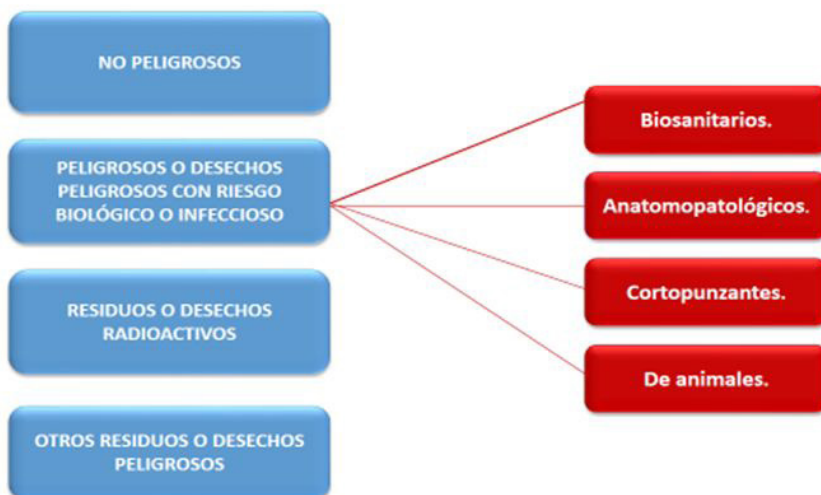 NO PELIGROSOS
PELIGROSOS O DESECHOS
PELIGROSOS CON RIESGO
BIOLÓGICO O INFECCIOSO
RESIDUOS O DESECHOS
RADIOACTIVOS
OTROS RESIDUOS O DESECHOS
PELIGROSOS
Biosanitarios.
Anatomopatológicos.
Cortopunzantes.
De animales.